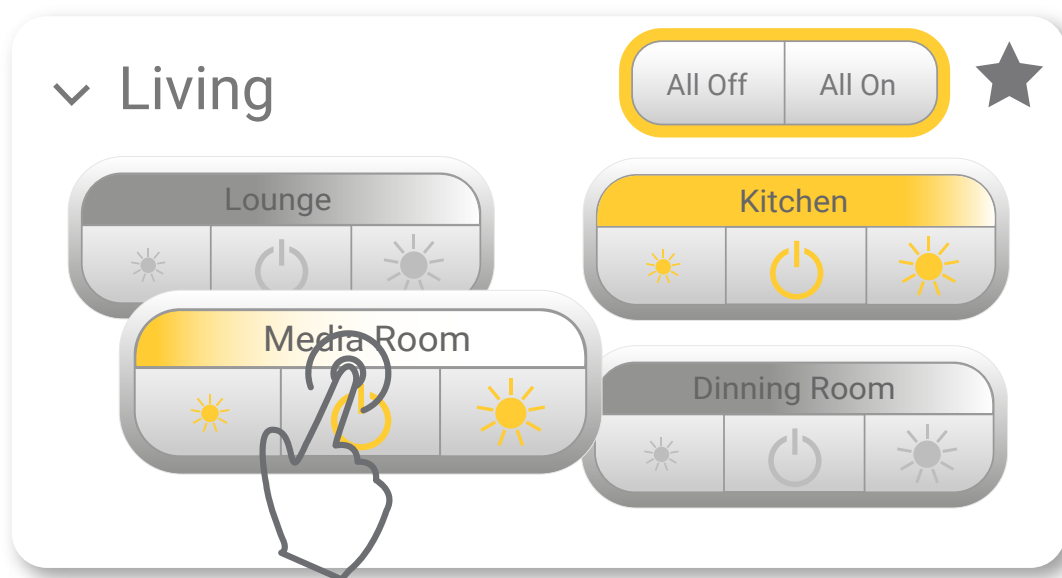 Living
All Off
All On
Lounge
Kitchen
Media Room
Dinning Room